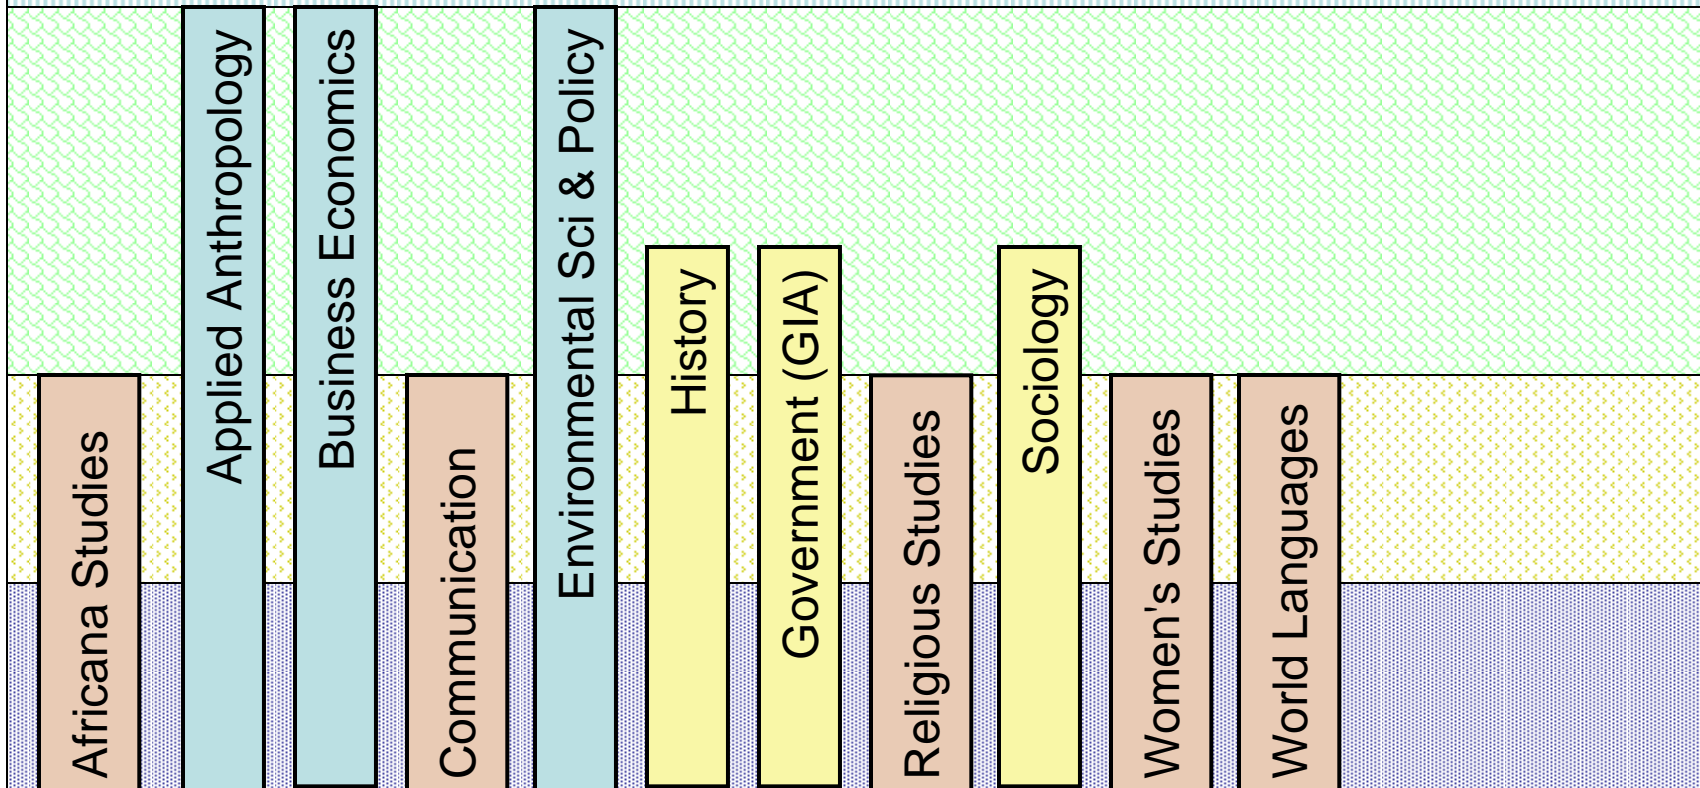 Africana Studies
Applied Anthropology
Business Economics
Communication
Environmental Sci & Policy
History
Government (GIA)
Religious Studies
Sociology
Women's Studies
World Languages